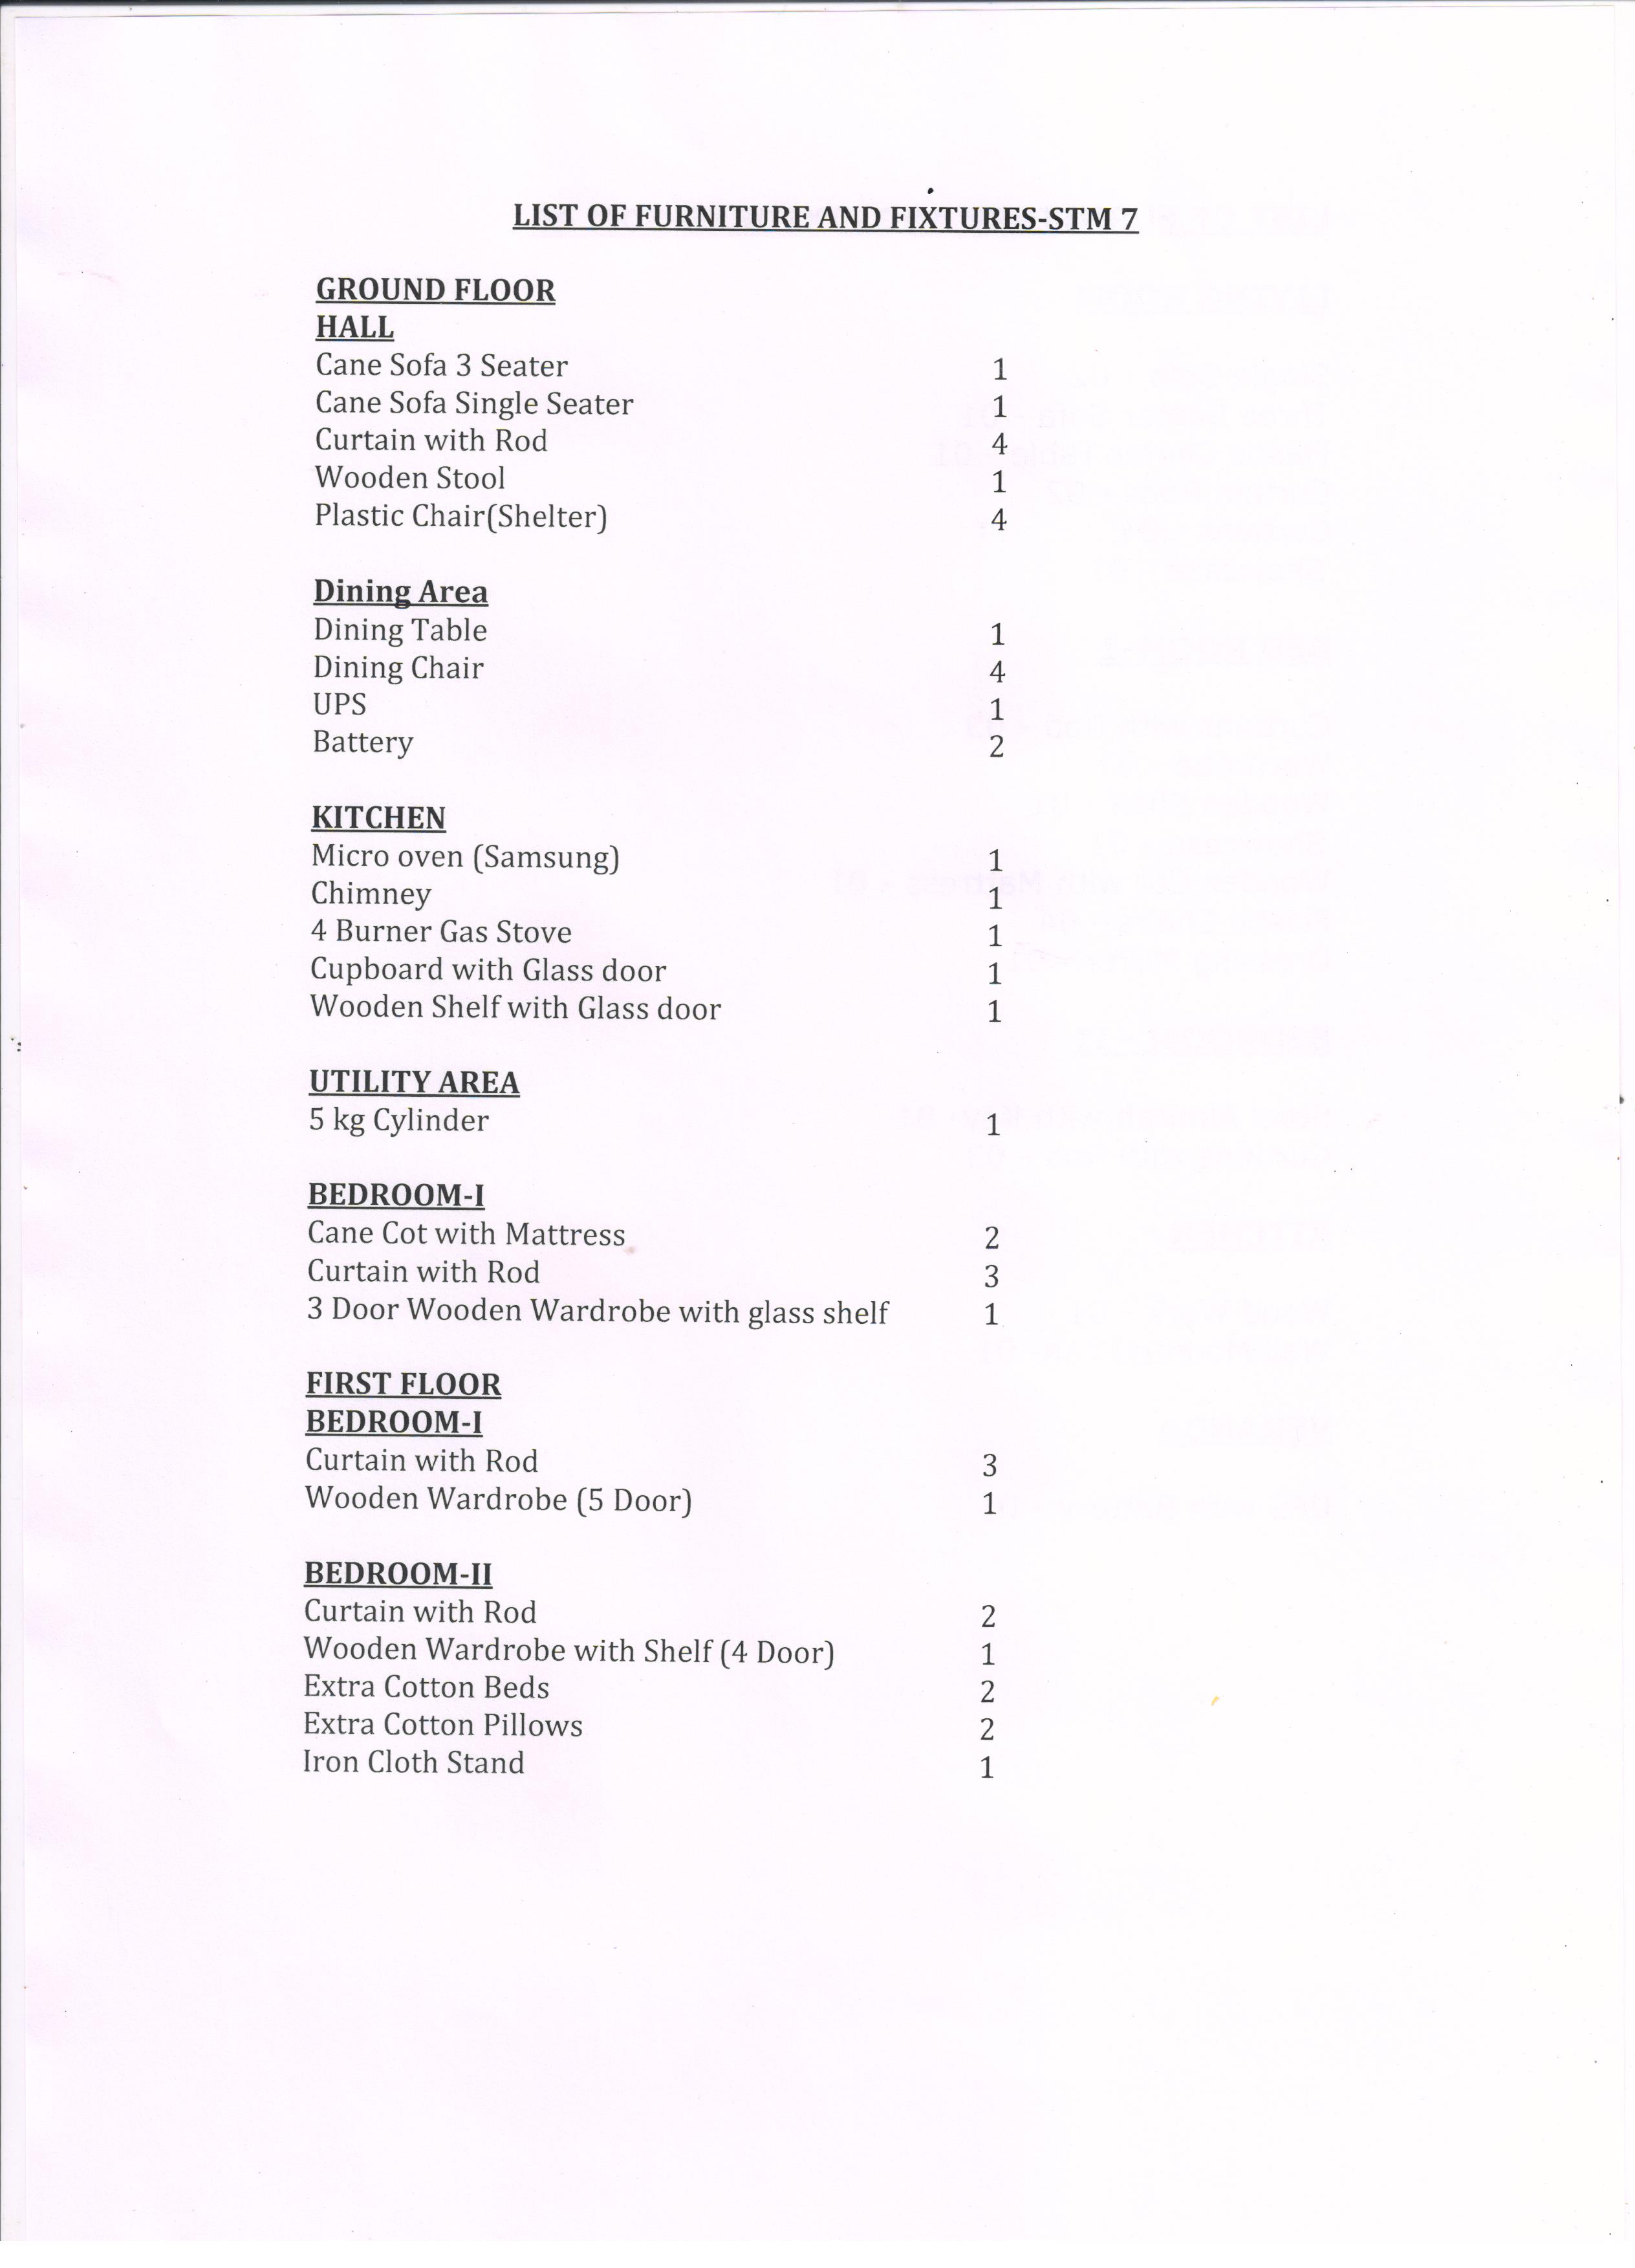 LIST OF FURNITURE AND FIXTURES-STM 7
GROUND FLOOR
HALL
Cane Sofa 3 Seater 1
Cane Sofa Single Seater 1
Curtain with Rod 4
Wooden Stool 1
Plastic Chair(Shelter) 4
Dining Area
Dining Table 1
Dining Chair 4
UPS 1
Battery 2
KITCHEN
Micro oven (Samsung) 1
Chimney 1
4 Burner Gas Stove 1
Cupboard with Glass door 1
Wooden Shelf with Glass door 1
UTILITY AREA
5 kg Cylinder 1
BEDROOM-I
Cane Cot with Mattress 2
Curtain with Rod 3
3 Door Wooden Wardrobe with glass shelf 1
FIRST FLOOR
BEDROOM-I
Curtain with Rod 3
Wooden Wardrobe (5 Door) 1
BEDROOM-II
Curtain with Rod 2
Wooden Wardrobe with Shelf (4 Door) 1
Extra Cotton Beds 2
Extra Cotton Pillows 2
Iron Cloth Stand 1